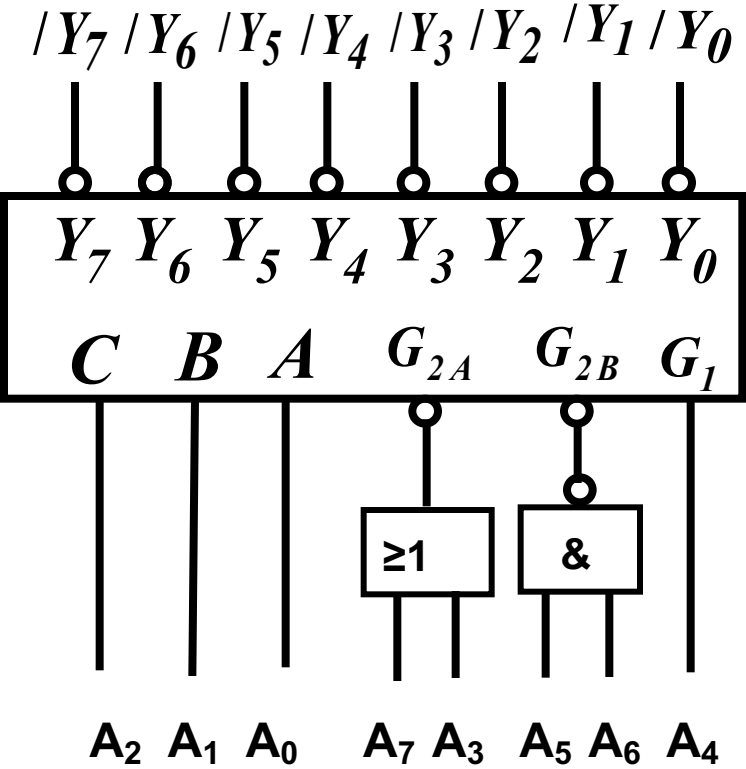 /Y₇ /Y₆ /Y₅ /Y₄ /Y₃ /Y₂ /Y₁ /Y₀
Y₇ Y₆ Y₅ Y₄ Y₃ Y₂ Y₁ Y₀
C B A G₂A G₂B G₁
≥1 &
A₂ A₁ A₀ A₇ A₃ A₅ A₆ A₄